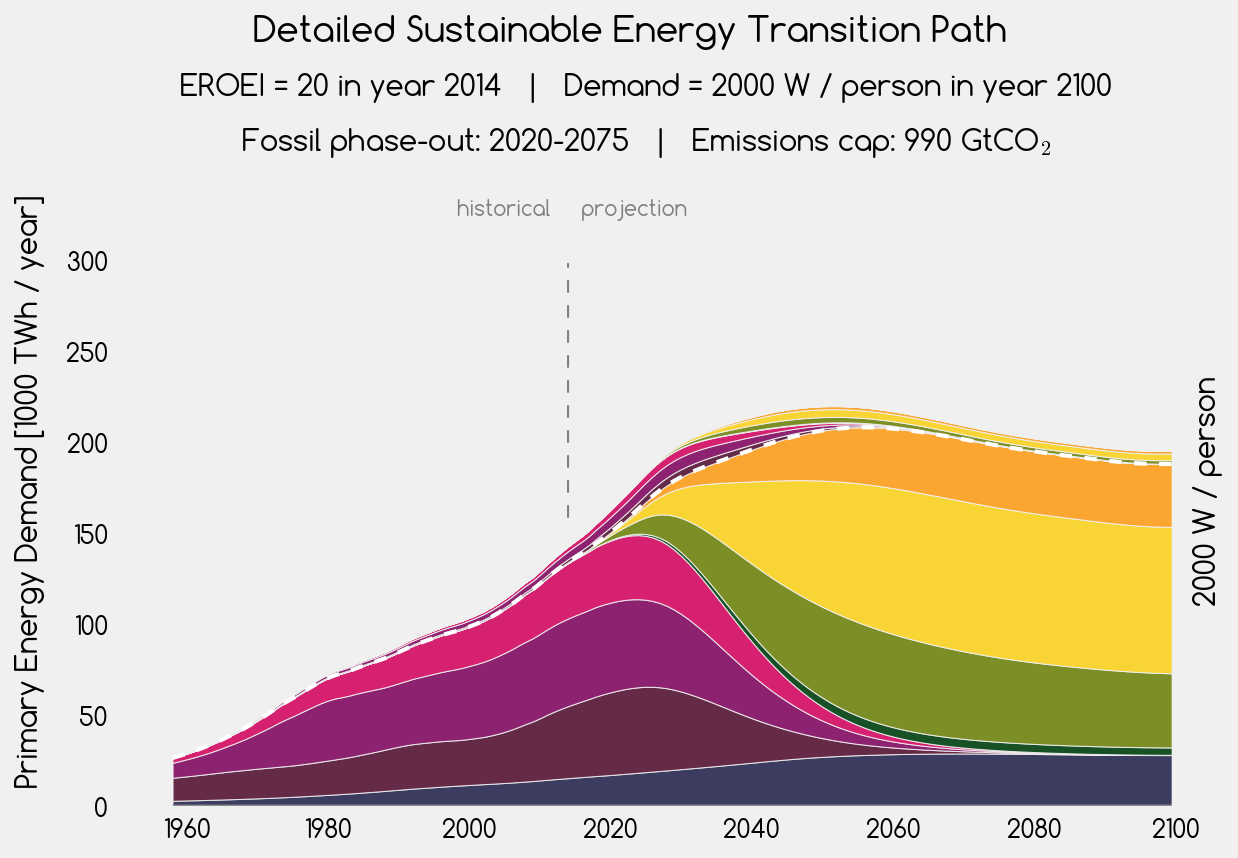 Detailed Sustainable Energy Transition Path
EROEI = 20 in year 2014 | Demand = 2000 W / person in year 2100
Fossil phase-out: 2020-2075 | Emissions cap: 990 GtCO₂
historical projection
Primary Energy Demand [1000 TWh / year]
300
250
200
150
100
50
0
2000 W / person
1960 1980 2000 2020 2040 2060 2080 2100